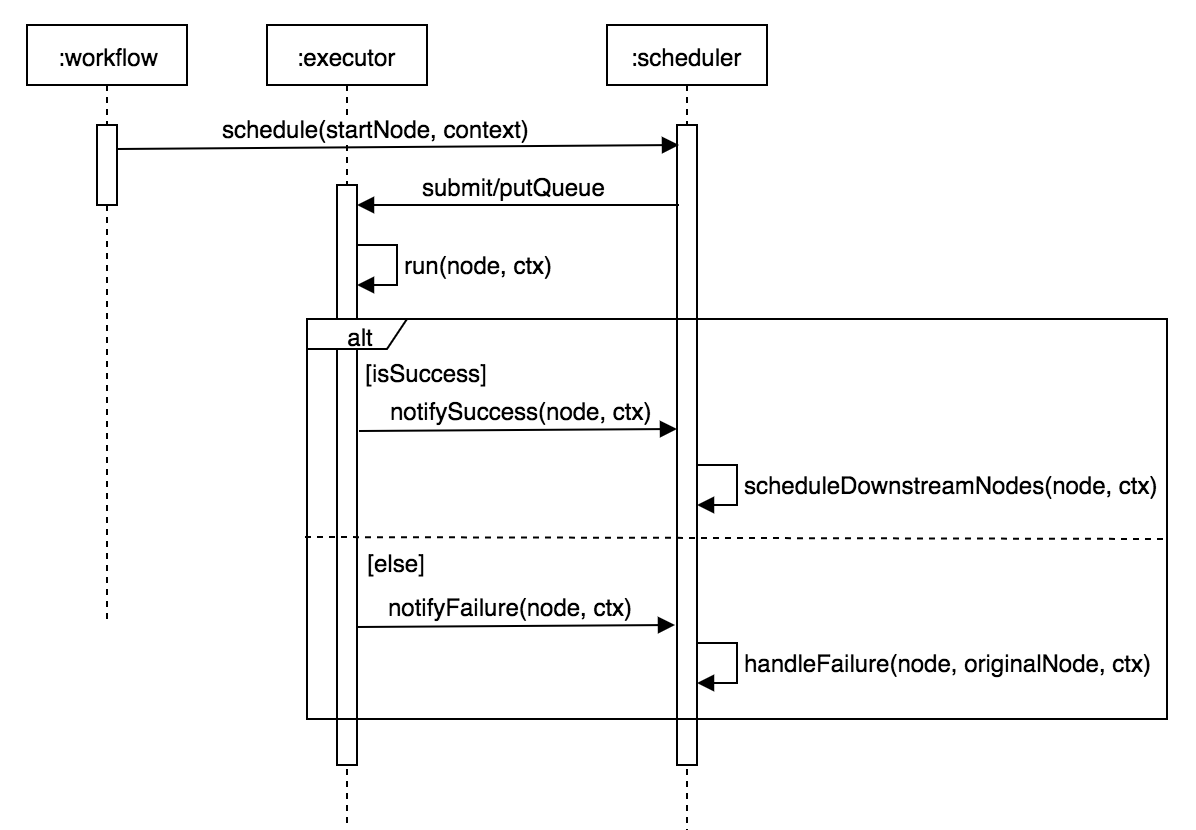 :workflow
:executor
:scheduler
schedule(startNode, context)
submit/putQueue
run(node, ctx)
alt
[isSuccess]
notifySuccess(node, ctx)
scheduleDownstreamNodes(node, ctx)
[else]
notifyFailure(node, ctx)
handleFailure(node, originalNode, ctx)